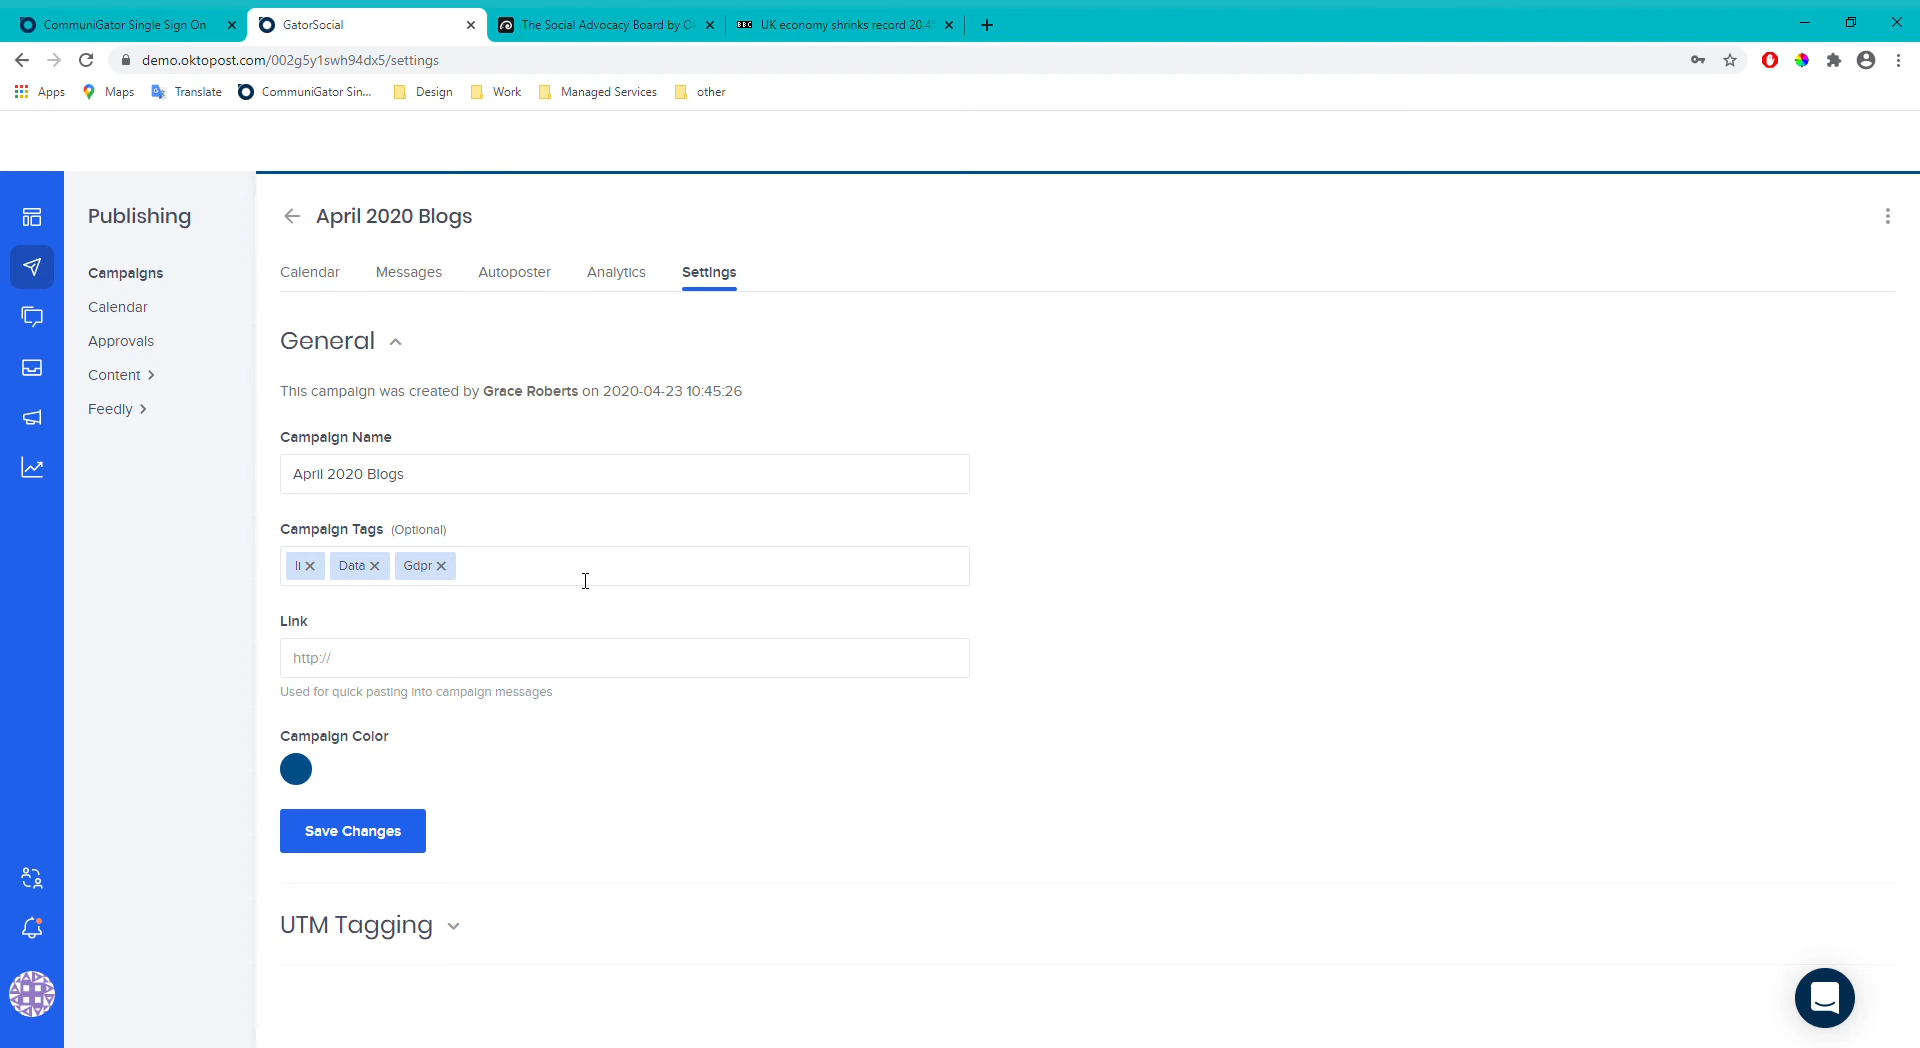 CommuniGator Single Sign On
GatorSocial
The Social Advocacy Board by O
BBC UK economy shrinks record 20.4
demo.oktopost.com/002g5y1swh94dx5/settings
Apps
Maps
Translate
CommuniGator Sin...
Design
Work
Managed Services
other
Publishing
Campaigns
Calendar
Approvals
Content
Feedly
April 2020 Blogs
Calendar
Messages
Autoposter
Analytics
Settings
General
This campaign was created by Grace Roberts on 2020-04-23 10:45:26
Campaign Name
April 2020 Blogs
Campaign Tags (Optional)
Data
Gdpr
Link
http://
Used for quick pasting into campaign messages
Campaign Color
Save Changes
UTM Tagging